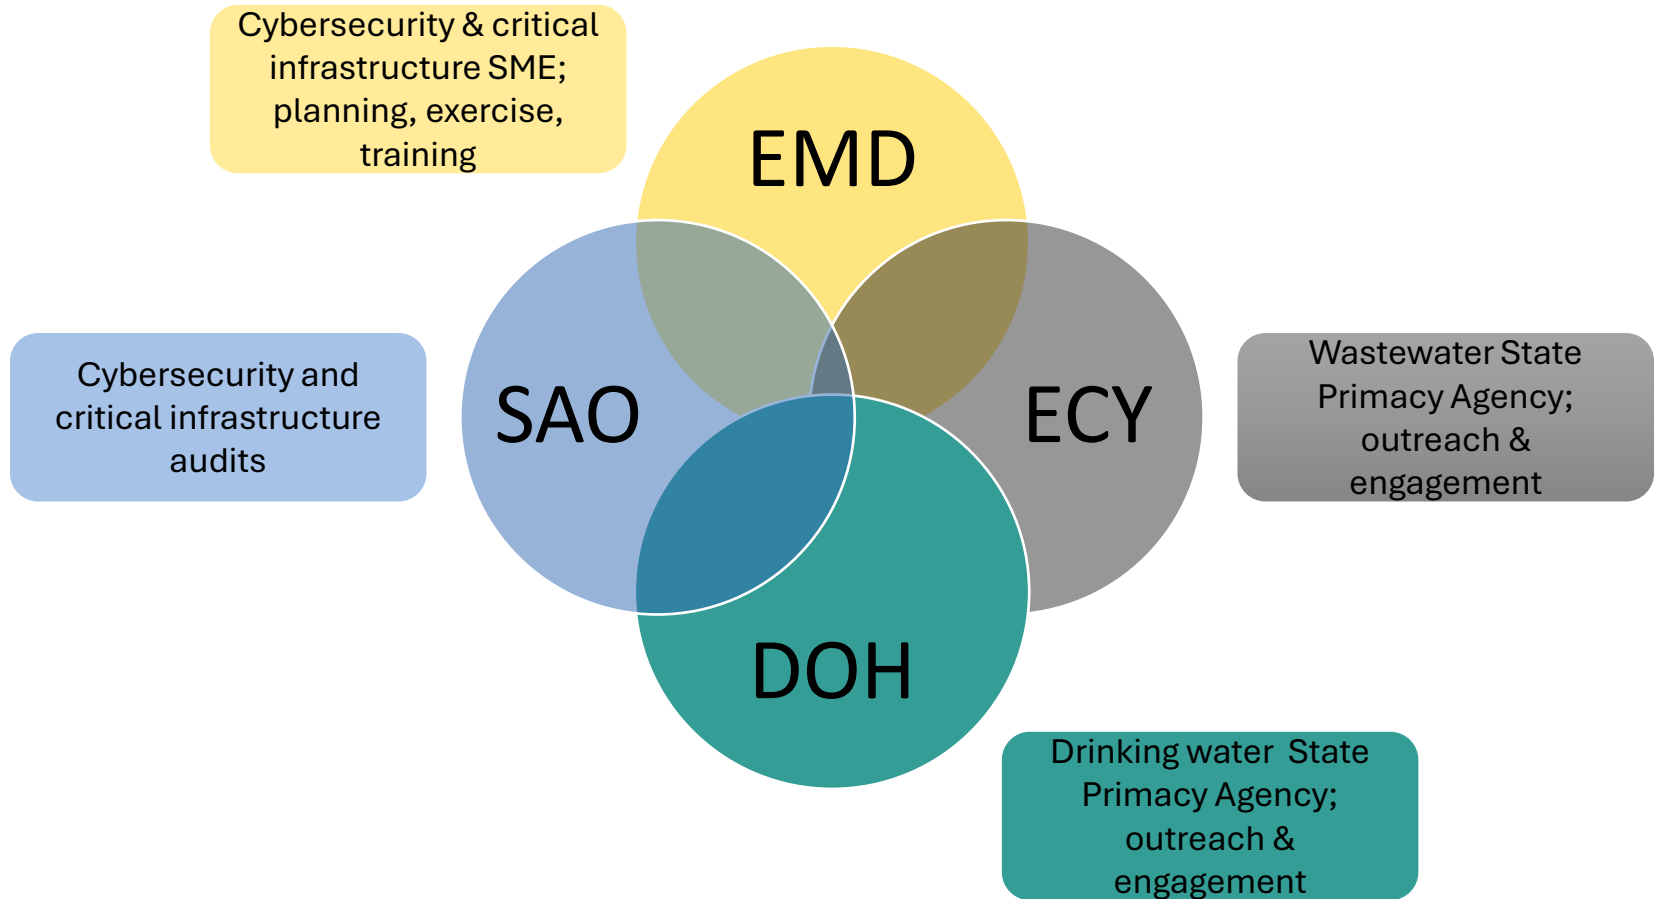 Cybersecurity & critical
infrastructure SME;
planning, exercise,
training
EMD
Cybersecurity and
critical infrastructure
audits
SAO
ECY
Wastewater State
Primacy Agency;
outreach &
engagement
DOH
Drinking water  State
Primacy Agency;
outreach &
engagement